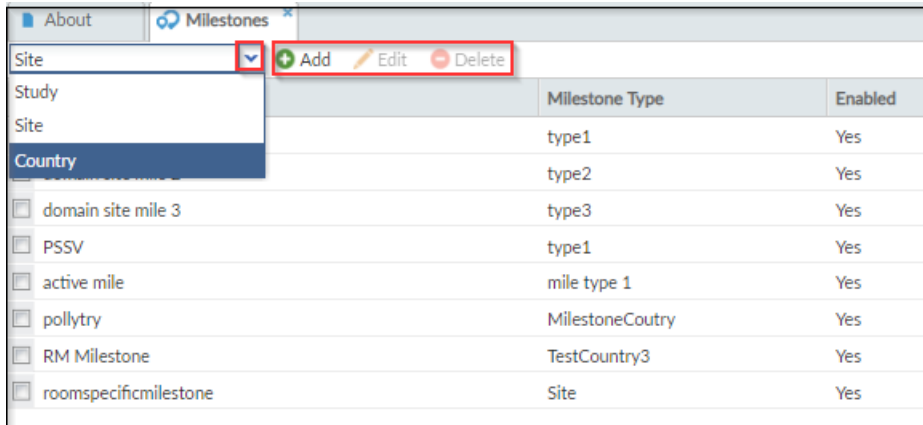 About Milestones
Site Add Edit Delete
Study
Milestone Type Enabled
Site
type1 Yes
Country
type2 Yes
domain site mile 3 type3 Yes
PSSV type1 Yes
active mile mile type 1 Yes
pollytry MilestoneCoutry Yes
RM Milestone TestCountry3 Yes
roomspecificmilestone Site Yes